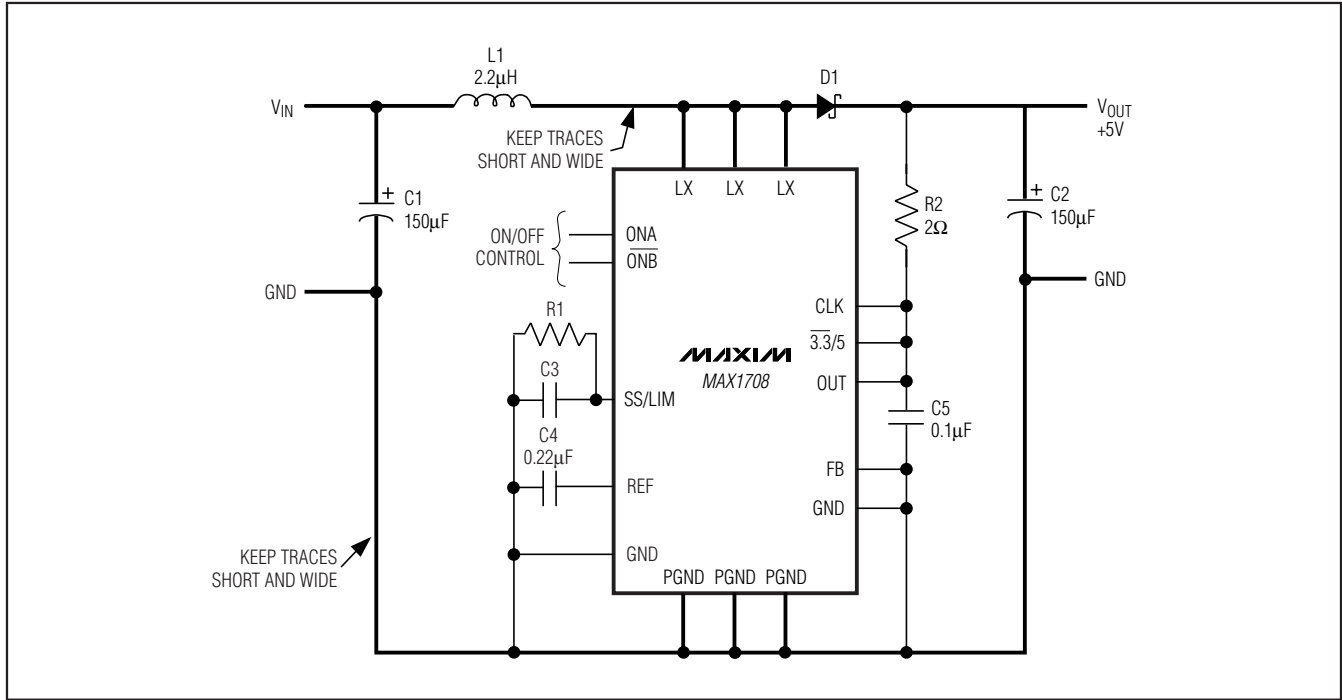 L1
2.2μH
D1
VIN
VOUT
+5V
KEEP TRACES
SHORT AND WIDE
LX LX LX
C1
150μF
+
R2
2Ω
C2
150μF
+
ON/OFF
CONTROL
ONA
ONB
GND
GND
CLK
R1
3.3/5
MAXIM
MAX1708
C3
OUT
SS/LIM
C5
0.1μF
C4
0.22μF
FB
REF
GND
KEEP TRACES
SHORT AND WIDE
GND
PGND PGND PGND